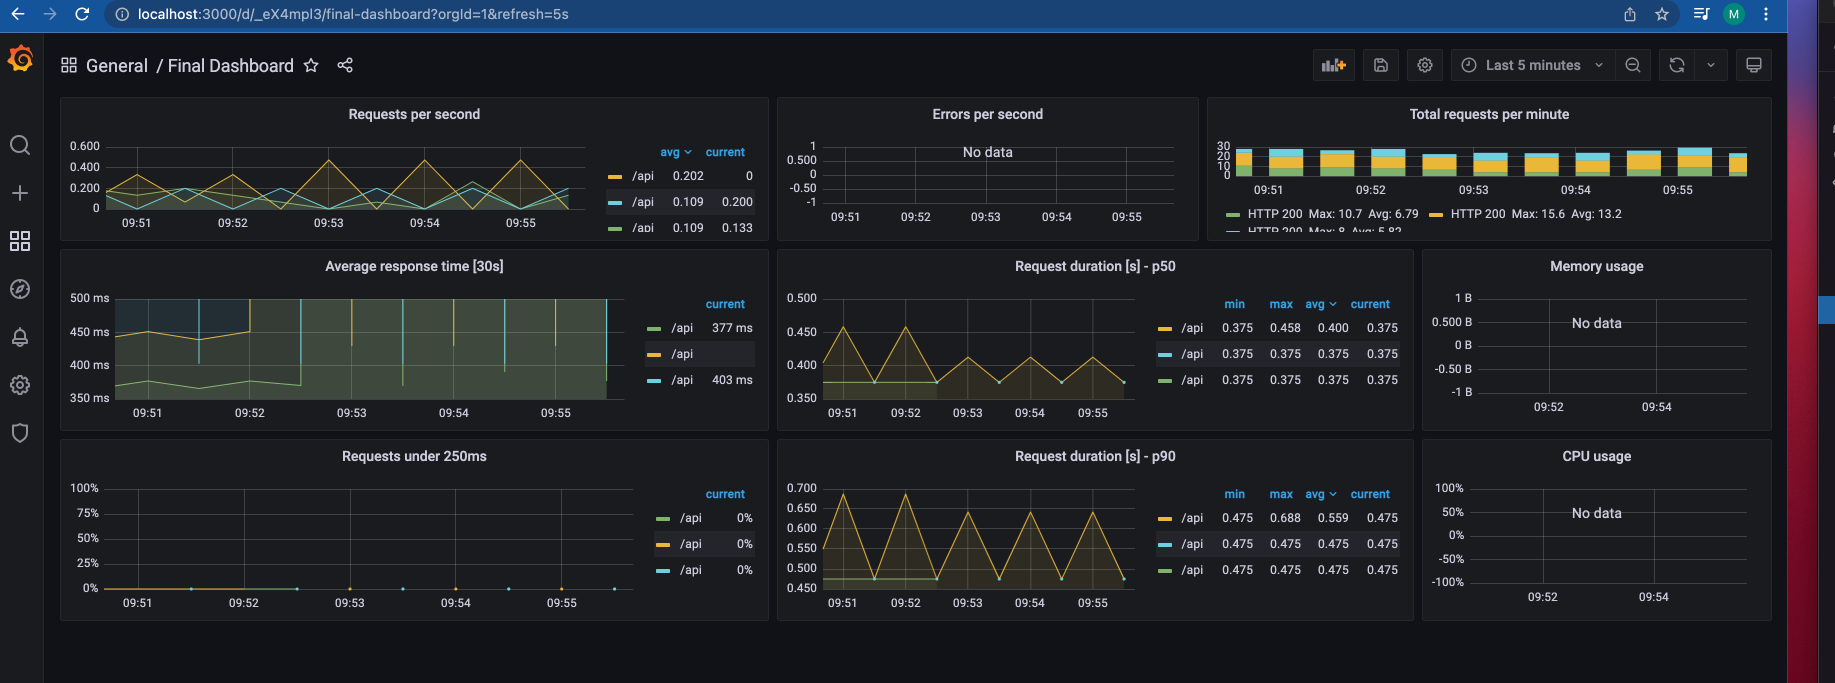 localhost:3000/d/_eX4mpl3/final-dashboard?orgId=1&refresh=5s
M
General / Final Dashboard
Last 5 minutes
Requests per second
0.600
0.400
0.200
0
09:51 09:52 09:53 09:54 09:55
avg current
/api 0.202 0
/api 0.109 0.200
/api 0.109 0.133
Errors per second
1
0.500
0
-0.50
-1
No data
09:51 09:52 09:53 09:54 09:55
Total requests per minute
30
20
10
0
09:51 09:52 09:53 09:54 09:55
HTTP 200 Max: 10.7 Avg: 6.79 HTTP 200 Max: 15.6 Avg: 13.2
HTTP 200 Max: 8 Avg: 5.82
Average response time [30s]
500 ms
450 ms
400 ms
350 ms
09:51 09:52 09:53 09:54 09:55
current
/api 377 ms
/api
/api 403 ms
Request duration [s] - p50
0.500
0.450
0.400
0.350
09:51 09:52 09:53 09:54 09:55
min max avg current
/api 0.375 0.458 0.400 0.375
/api 0.375 0.375 0.375 0.375
/api 0.375 0.375 0.375 0.375
Memory usage
1 B
0.500 B
0 B
-0.50 B
-1 B
No data
09:52 09:54
Requests under 250ms
100%
75%
50%
25%
0%
09:51 09:52 09:53 09:54 09:55
current
/api 0%
/api 0%
/api 0%
Request duration [s] - p90
0.700
0.650
0.600
0.550
0.500
0.450
09:51 09:52 09:53 09:54 09:55
min max avg current
/api 0.475 0.688 0.559 0.475
/api 0.475 0.475 0.475 0.475
/api 0.475 0.475 0.475 0.475
CPU usage
100%
50%
0%
-50%
-100%
No data
09:52 09:54